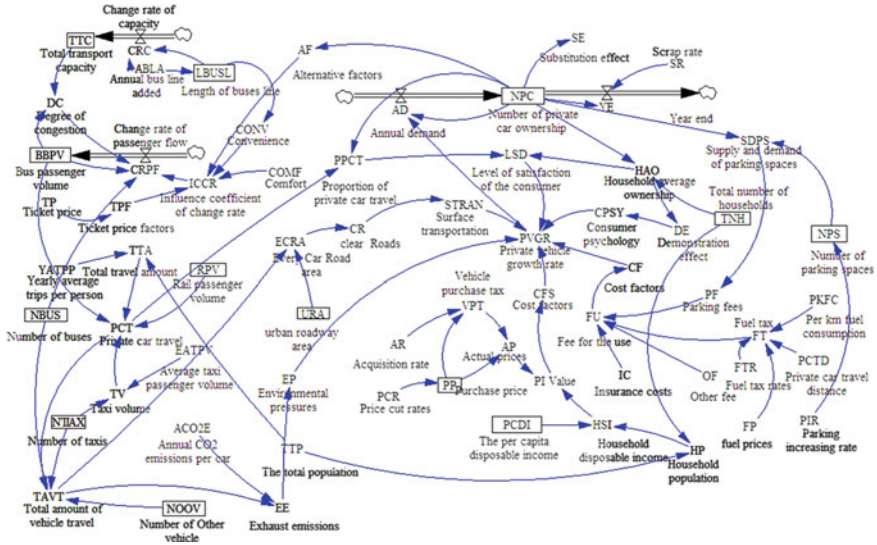 Change rate of
capacity
TTC
Total transport
capacity
CRC
ABLA
Annual bus line
added
LBUSL
Length of buses line
AF
Alternative factors
SE
Substitution effect
Scrap rate
SR
NPC
Number of private
car ownership
AD
Annual demand
YE
Year end
DC
Degree of
congestion
Change rate of
passenger flow
CONV
Convenience
BBPV
Bus passenger
volume
CRPF
ICCR
Influence coefficient
of change rate
COMF
Comfort
PPCT
Proportion of
private car travel
LSD
Level of satisfaction
of the consumer
HAO
Household average
ownership
SDPS
Supply and demand
of parking spaces
Total number of
households
TNH
TP
Ticket price
TPF
Ticket price factors
CR
clear Roads
STRAN
Surface
transportation
CPSY
Consumer
psychology
DE
Demonstration
effect
NPS
Number of
parking spaces
TTA
Total travel amount
YATPP
Yearly average
trips per person
RPV
Rail passenger
volume
ECRA
Every Car Road
area
PVGR
Private vehicle
growth rate
CF
Cost factors
CFS
Cost factors
Vehicle
purchase tax
VPT
PF
Parking fees
PKFC
Per km fuel
consumption
NBUS
Number of buses
PCT
Private car travel
URA
urban roadway
area
FU
Fee for the use
Fuel tax
FT
FTR
Fuel tax rates
PCTD
Private car travel
distance
EATPV
Average taxi
passenger volume
AR
Acquisition rate
AP
Actual prices
PP
Purchase price
PCR
Price cut rates
PI Value
IC
Insurance costs
OF
Other fee
EP
Environmental
pressures
TV
Taxi volume
NTIAX
Number of taxis
ACO2E
Annual CO2
emissions per car
PCDI
The per capita
disposable income
HSI
Household
disposable income
FP
fuel prices
PIR
Parking
increasing rate
TTP
The total population
HP
Household
population
TAVT
Total amount of
vehicle travel
NOOV
Number of Other
vehicle
EE
Exhaust emissions